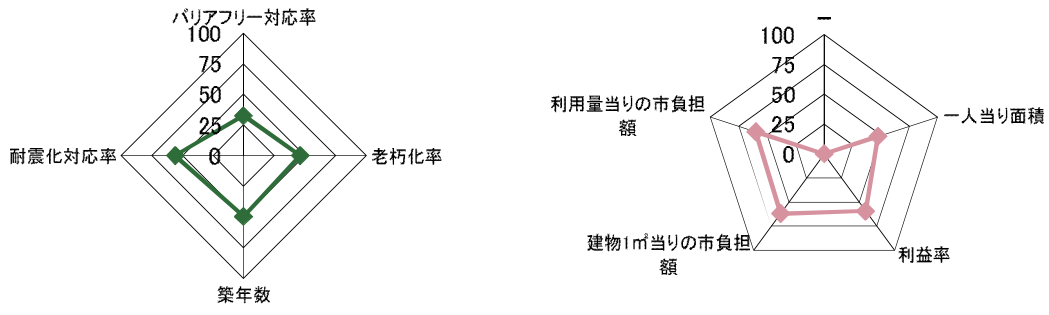 バリアフリー対応率
100
75
50
25
0
耐震化対応率
老朽化率
築年数
ー
100
75
50
25
0
利用量当りの市負担
額
一人当り面積
建物1㎡当りの市負担
額
利益率